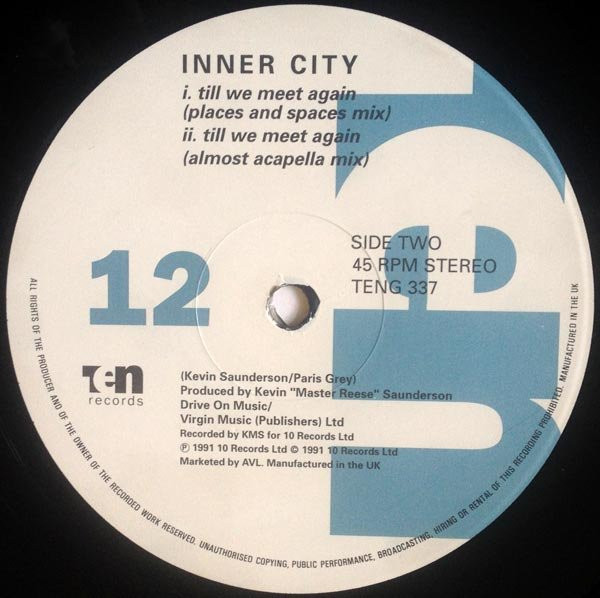 INNER CITY
i. till we meet again
(places and spaces mix)
ii. till we meet again
(almost acapella mix)
12
SIDE TWO
45 RPM STEREO
TENG 337
Ten
records
(Kevin Saunderson/Paris Grey)
Produced by Kevin "Master Reese" Saunderson
Drive On Music/
Virgin Music (Publishers) Ltd
Recorded by KMS for 10 Records Ltd
℗ 1991 10 Records Ltd © 1991 10 Records Ltd
Marketed by AVL. Manufactured in the UK
ALL RIGHTS OF THE PRODUCER AND OF THE OWNER OF THE RECORDED WORK RESERVED. UNAUTHORISED COPYING, PUBLIC PERFORMANCE, BROADCASTING, HIRING OR RENTAL OF THIS RECORDING PROHIBITED. MANUFACTURED IN THE UK